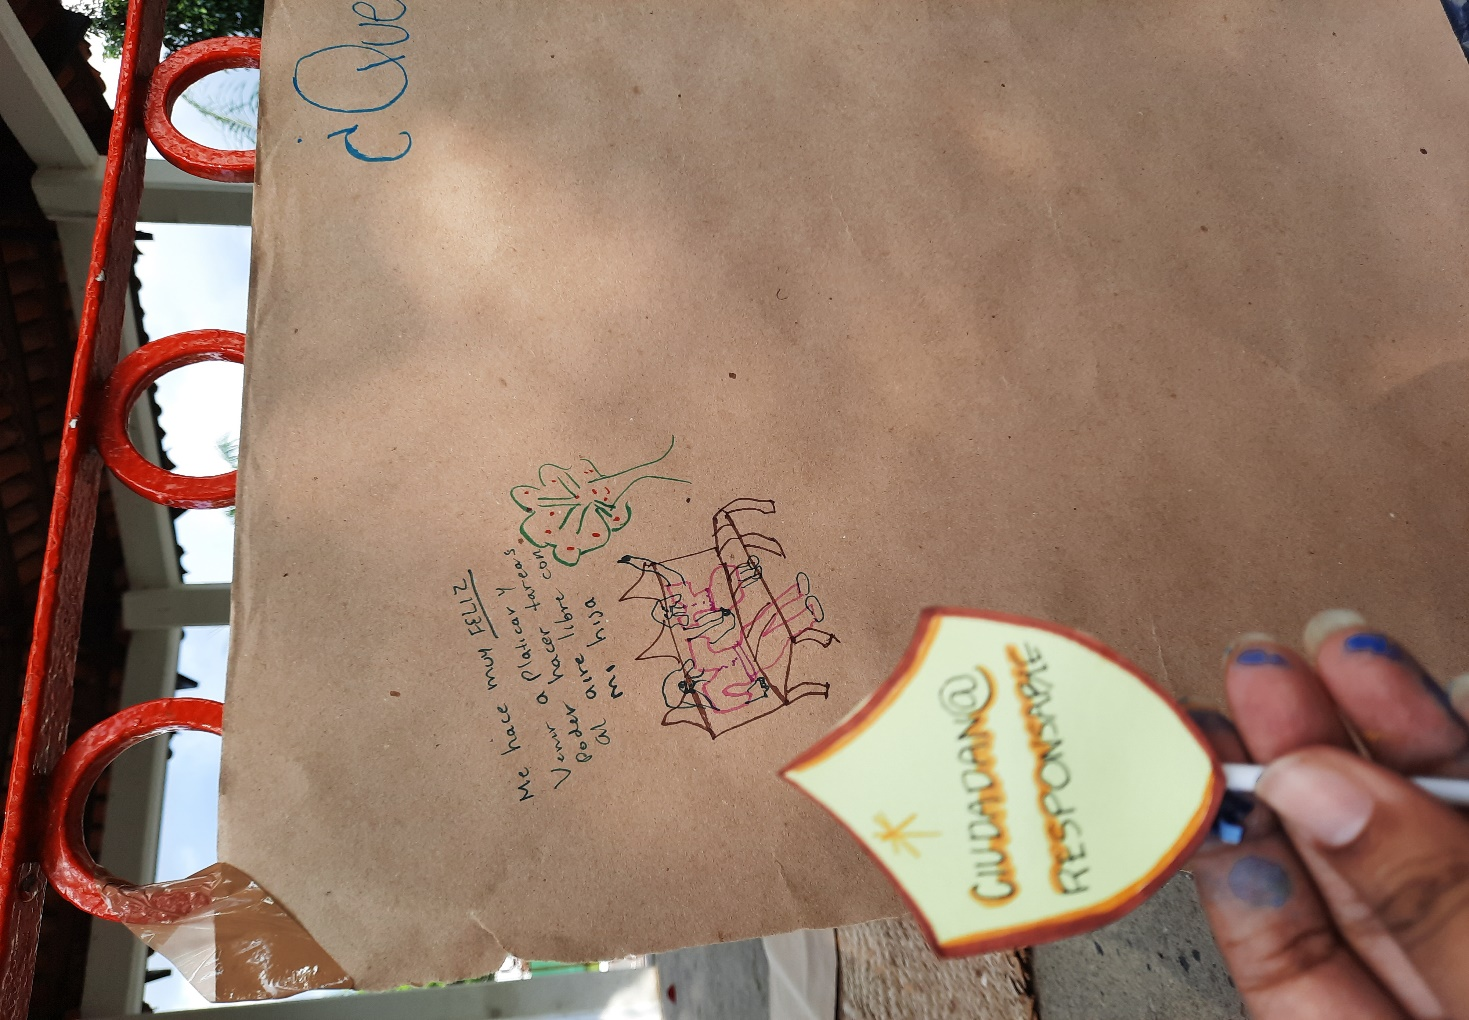 ¿Que
Me hace muy FELIZ
Venir a Platicar y
Poder hacer tareas
al aire libre con
mi hija
CIUDADAN@
RESPONSABLE